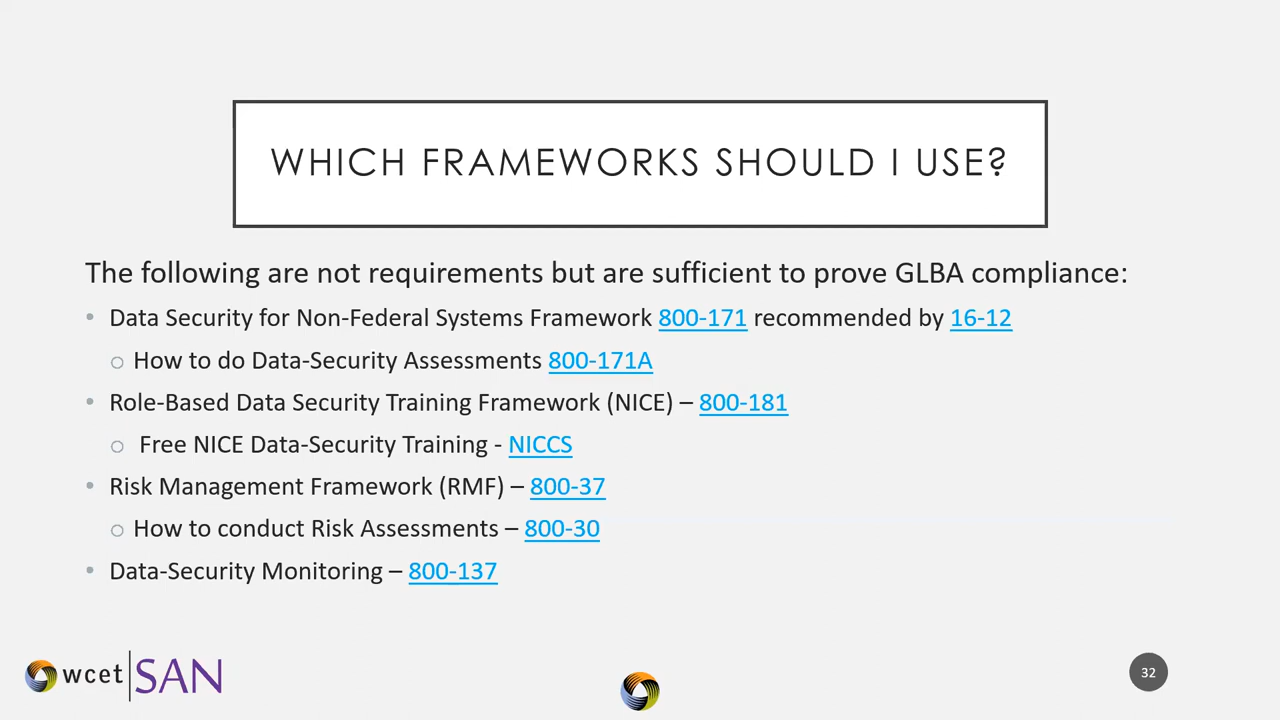 WHICH FRAMEWORKS SHOULD I USE?
The following are not requirements but are sufficient to prove GLBA compliance:
• Data Security for Non-Federal Systems Framework 800-171 recommended by 16-12
○ How to do Data-Security Assessments 800-171A
• Role-Based Data Security Training Framework (NICE) – 800-181
○ Free NICE Data-Security Training - NICCS
• Risk Management Framework (RMF) – 800-37
○ How to conduct Risk Assessments – 800-30
• Data-Security Monitoring – 800-137
wcet|SAN
32